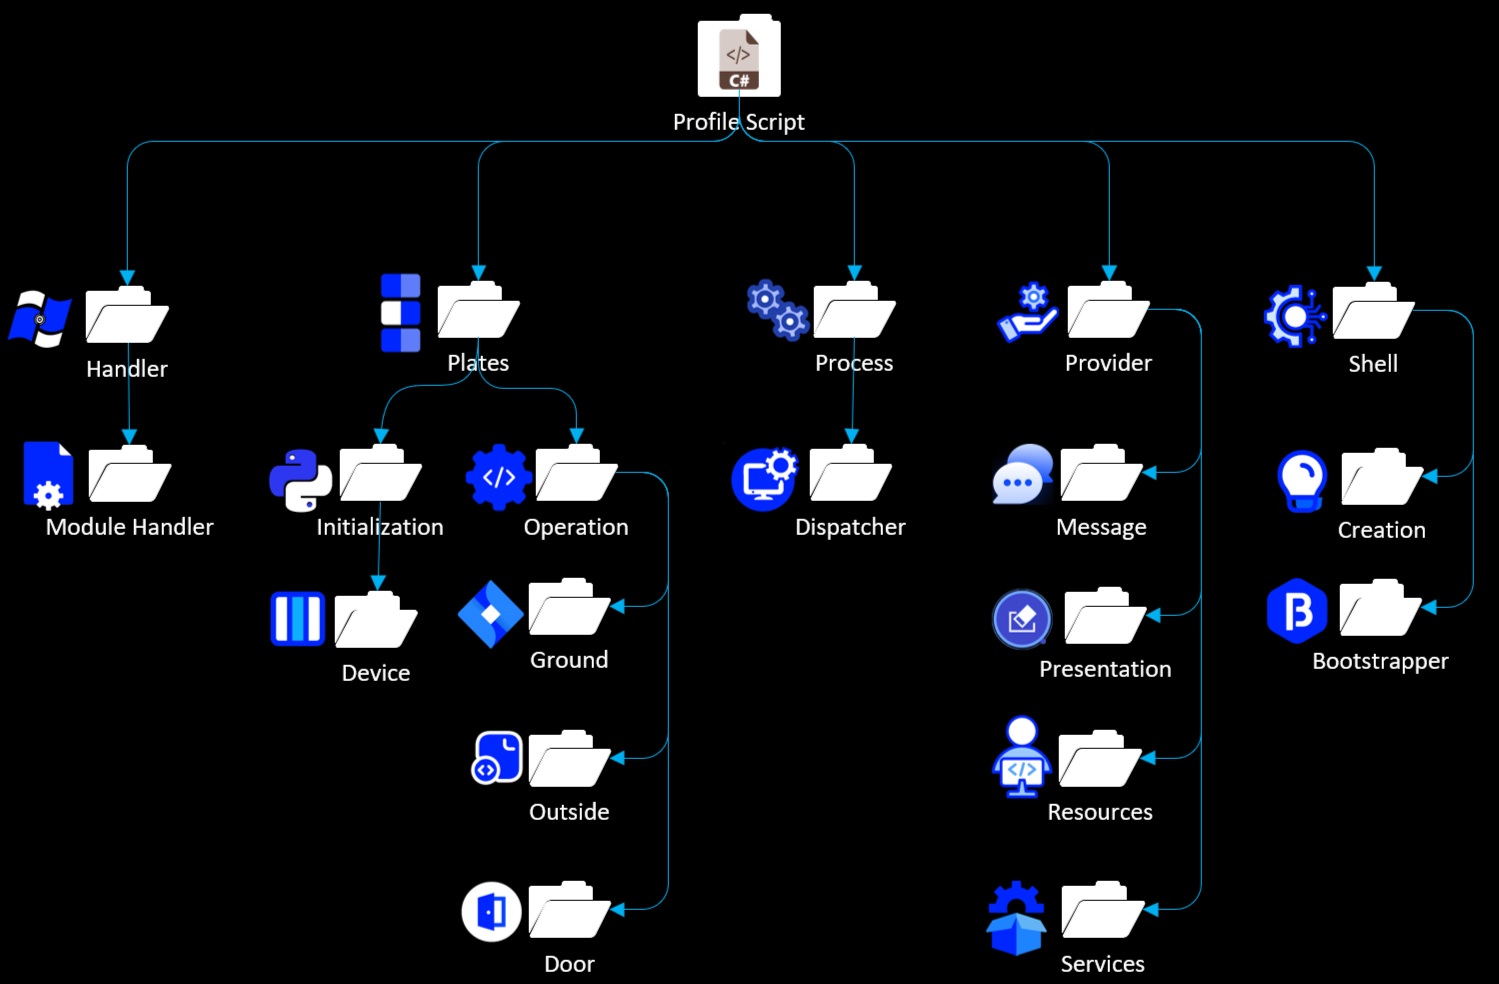 </>
C#
Profile Script
Handler
Plates
Process
Provider
Shell
Module Handler
Initialization
</>
Operation
Dispatcher
Message
Creation
Device
Ground
Presentation
B
Bootstrapper
Outside
</>
Resources
Door
Services